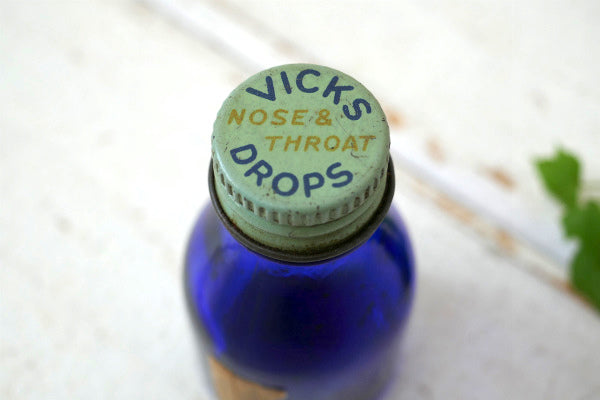 VICKS
NOSE &
THROAT
DROPS